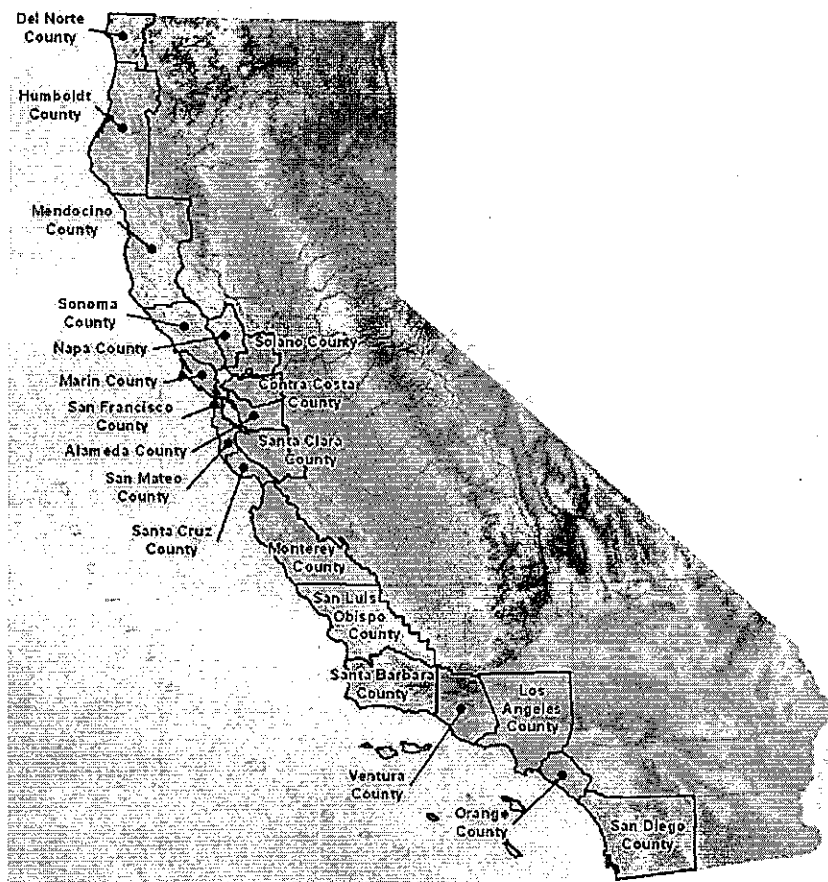 Del Norte
County
Humboldt
County
Mendocino
County
Sonoma
County
Napa County
Solano County
Marin County
Contra Costa
County
San Francisco
County
Alameda County
Santa Clara
County
San Mateo
County
Santa Cruz
County
Monterey
County
San Luis
Obispo
County
Santa Barbara
County
Los
Angeles
County
Ventura
County
Orange
County
San Diego
County